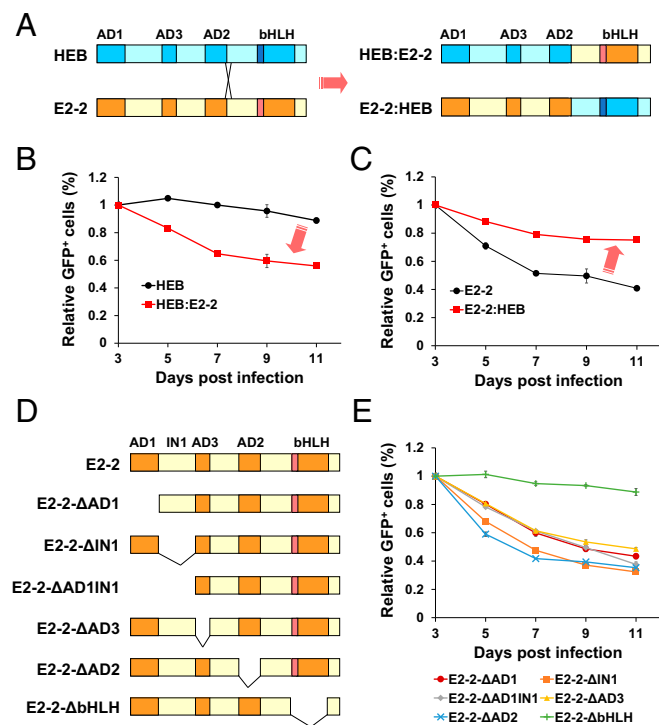 A
AD1 AD3 AD2 bHLH
HEB
E2-2
AD1 AD3 AD2 bHLH
HEB:E2-2
E2-2:HEB
B
Relative GFP+ cells (%)
1.2
1
0.8
0.6
0.4
0.2
0
HEB
HEB:E2-2
3 5 7 9 11
Days post infection
C
Relative GFP+ cells (%)
1.2
1
0.8
0.6
0.4
0.2
0
E2-2
E2-2:HEB
3 5 7 9 11
Days post infection
D
AD1 IN1 AD3 AD2 bHLH
E2-2
E2-2-ΔAD1
E2-2-ΔIN1
E2-2-ΔAD1IN1
E2-2-ΔAD3
E2-2-ΔAD2
E2-2-ΔbHLH
E
Relative GFP+ cells (%)
1.2
1
0.8
0.6
0.4
0.2
0
3 5 7 9 11
Days post infection
E2-2-ΔAD1 E2-2-ΔIN1
E2-2-ΔAD1IN1 E2-2-ΔAD3
E2-2-ΔAD2 E2-2-ΔbHLH